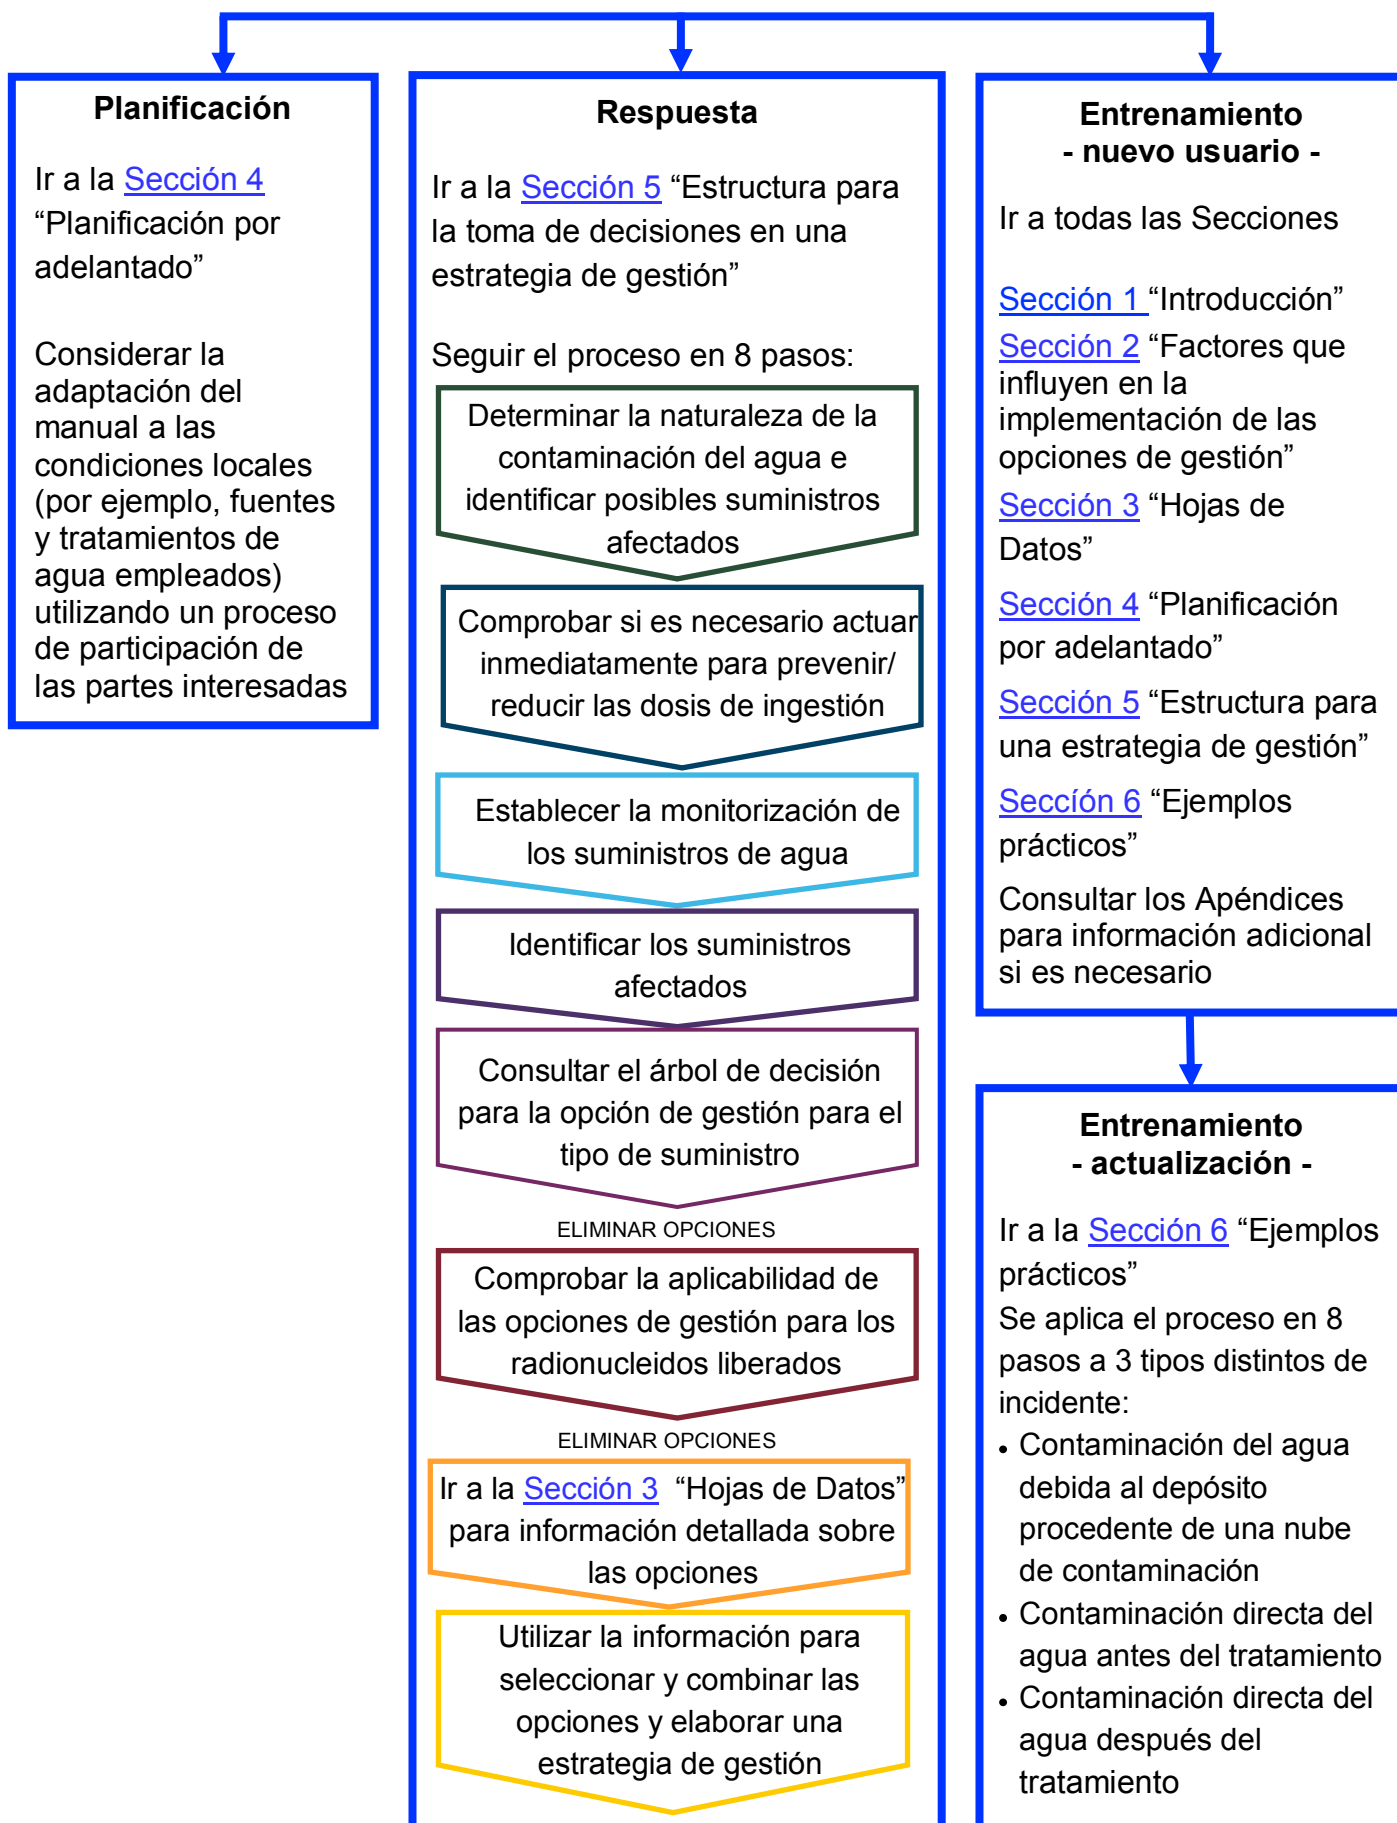 Planificación
Ir a la Sección 4
“Planificación por
adelantado”
Considerar la
adaptación del
manual a las
condiciones locales
(por ejemplo, fuentes
y tratamientos de
agua empleados)
utilizando un proceso
de participación de
las partes interesadas
Respuesta
Ir a la Sección 5 “Estructura para
la toma de decisiones en una
estrategia de gestión”
Seguir el proceso en 8 pasos:
Determinar la naturaleza de la
contaminación del agua e
identificar posibles suministros
afectados
Comprobar si es necesario actuar
inmediatamente para prevenir/
reducir las dosis de ingestión
Establecer la monitorización de
los suministros de agua
Identificar los suministros
afectados
Consultar el árbol de decisión
para la opción de gestión para el
tipo de suministro
ELIMINAR OPCIONES
Comprobar la aplicabilidad de
las opciones de gestión para los
radionucleidos liberados
ELIMINAR OPCIONES
Ir a la Sección 3 “Hojas de Datos”
para información detallada sobre
las opciones
Utilizar la información para
seleccionar y combinar las
opciones y elaborar una
estrategia de gestión
Entrenamiento
- nuevo usuario -
Ir a todas las Secciones
Sección 1 “Introducción”
Sección 2 “Factores que
influyen en la
implementación de las
opciones de gestión”
Sección 3 “Hojas de
Datos”
Sección 4 “Planificación
por adelantado”
Sección 5 “Estructura para
una estrategia de gestión”
Seccíón 6 “Ejemplos
prácticos”
Consultar los Apéndices
para información adicional
si es necesario
Entrenamiento
- actualización -
Ir a la Sección 6 “Ejemplos
prácticos”
Se aplica el proceso en 8
pasos a 3 tipos distintos de
incidente:
• Contaminación del agua
debida al depósito
procedente de una nube
de contaminación
• Contaminación directa del
agua antes del tratamiento
• Contaminación directa del
agua después del
tratamiento